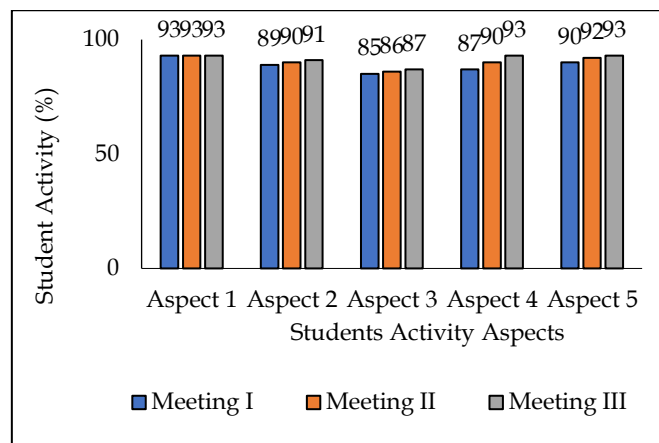 939393 899091 858687 879093 909293
100
50
0
Student Activity (%)
Aspect 1 Aspect 2 Aspect 3 Aspect 4 Aspect 5
Students Activity Aspects
Meeting I Meeting II Meeting III